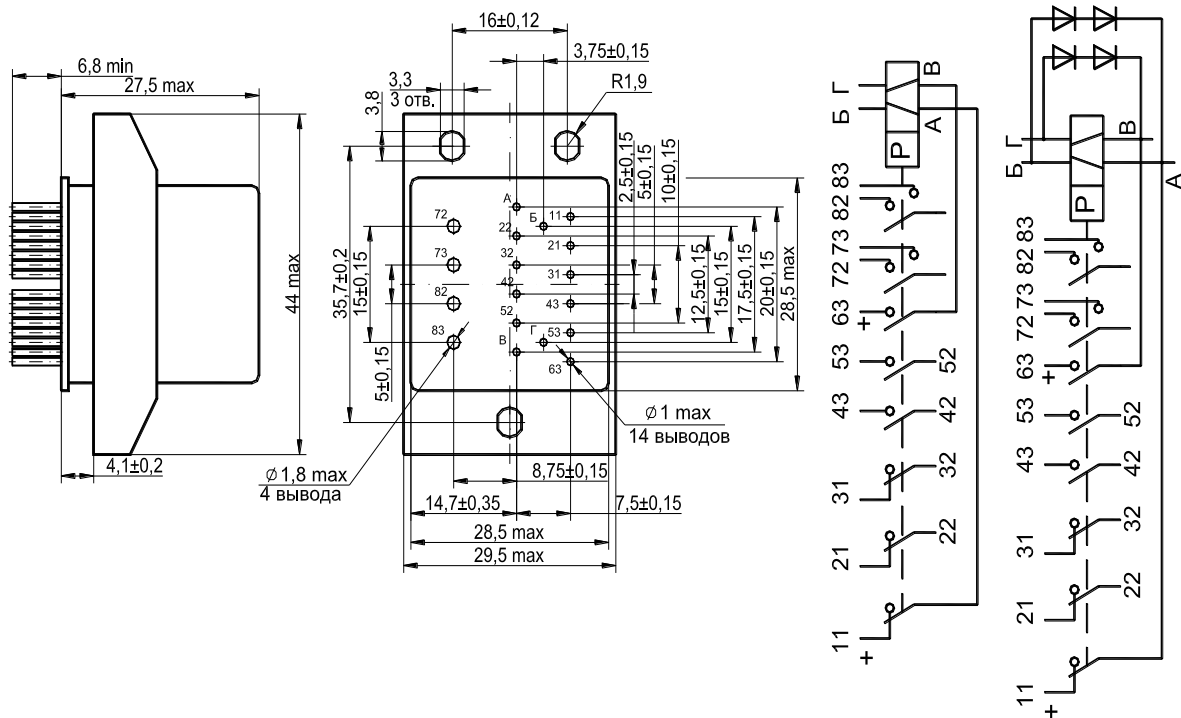 6,8 min
27,5 max
44 max
4,1±0,2
16±0,12
3,75±0,15
3,3
3 отв.
3,8
R1,9
2,5±0,15
5±0,15
10±0,15
35,7±0,2
15±0,15
5±0,15
А
Б
72
22
11
21
73
32
31
82
42
43
52
53
83
В
Г
63
12,5±0,15
15±0,15
17,5±0,15
20±0,15
28,5 max
∅1 max
14 выводов
∅1,8 max
4 вывода
8,75±0,15
14,7±0,35
7,5±0,15
28,5 max
29,5 max
Г
Б
В
А
Р
83
82
73
72
63
+
53
52
43
42
31
32
21
22
11
+
Г
Б
В
А
Р
83
82
73
72
63
+
53
52
43
42
31
32
21
22
11
+